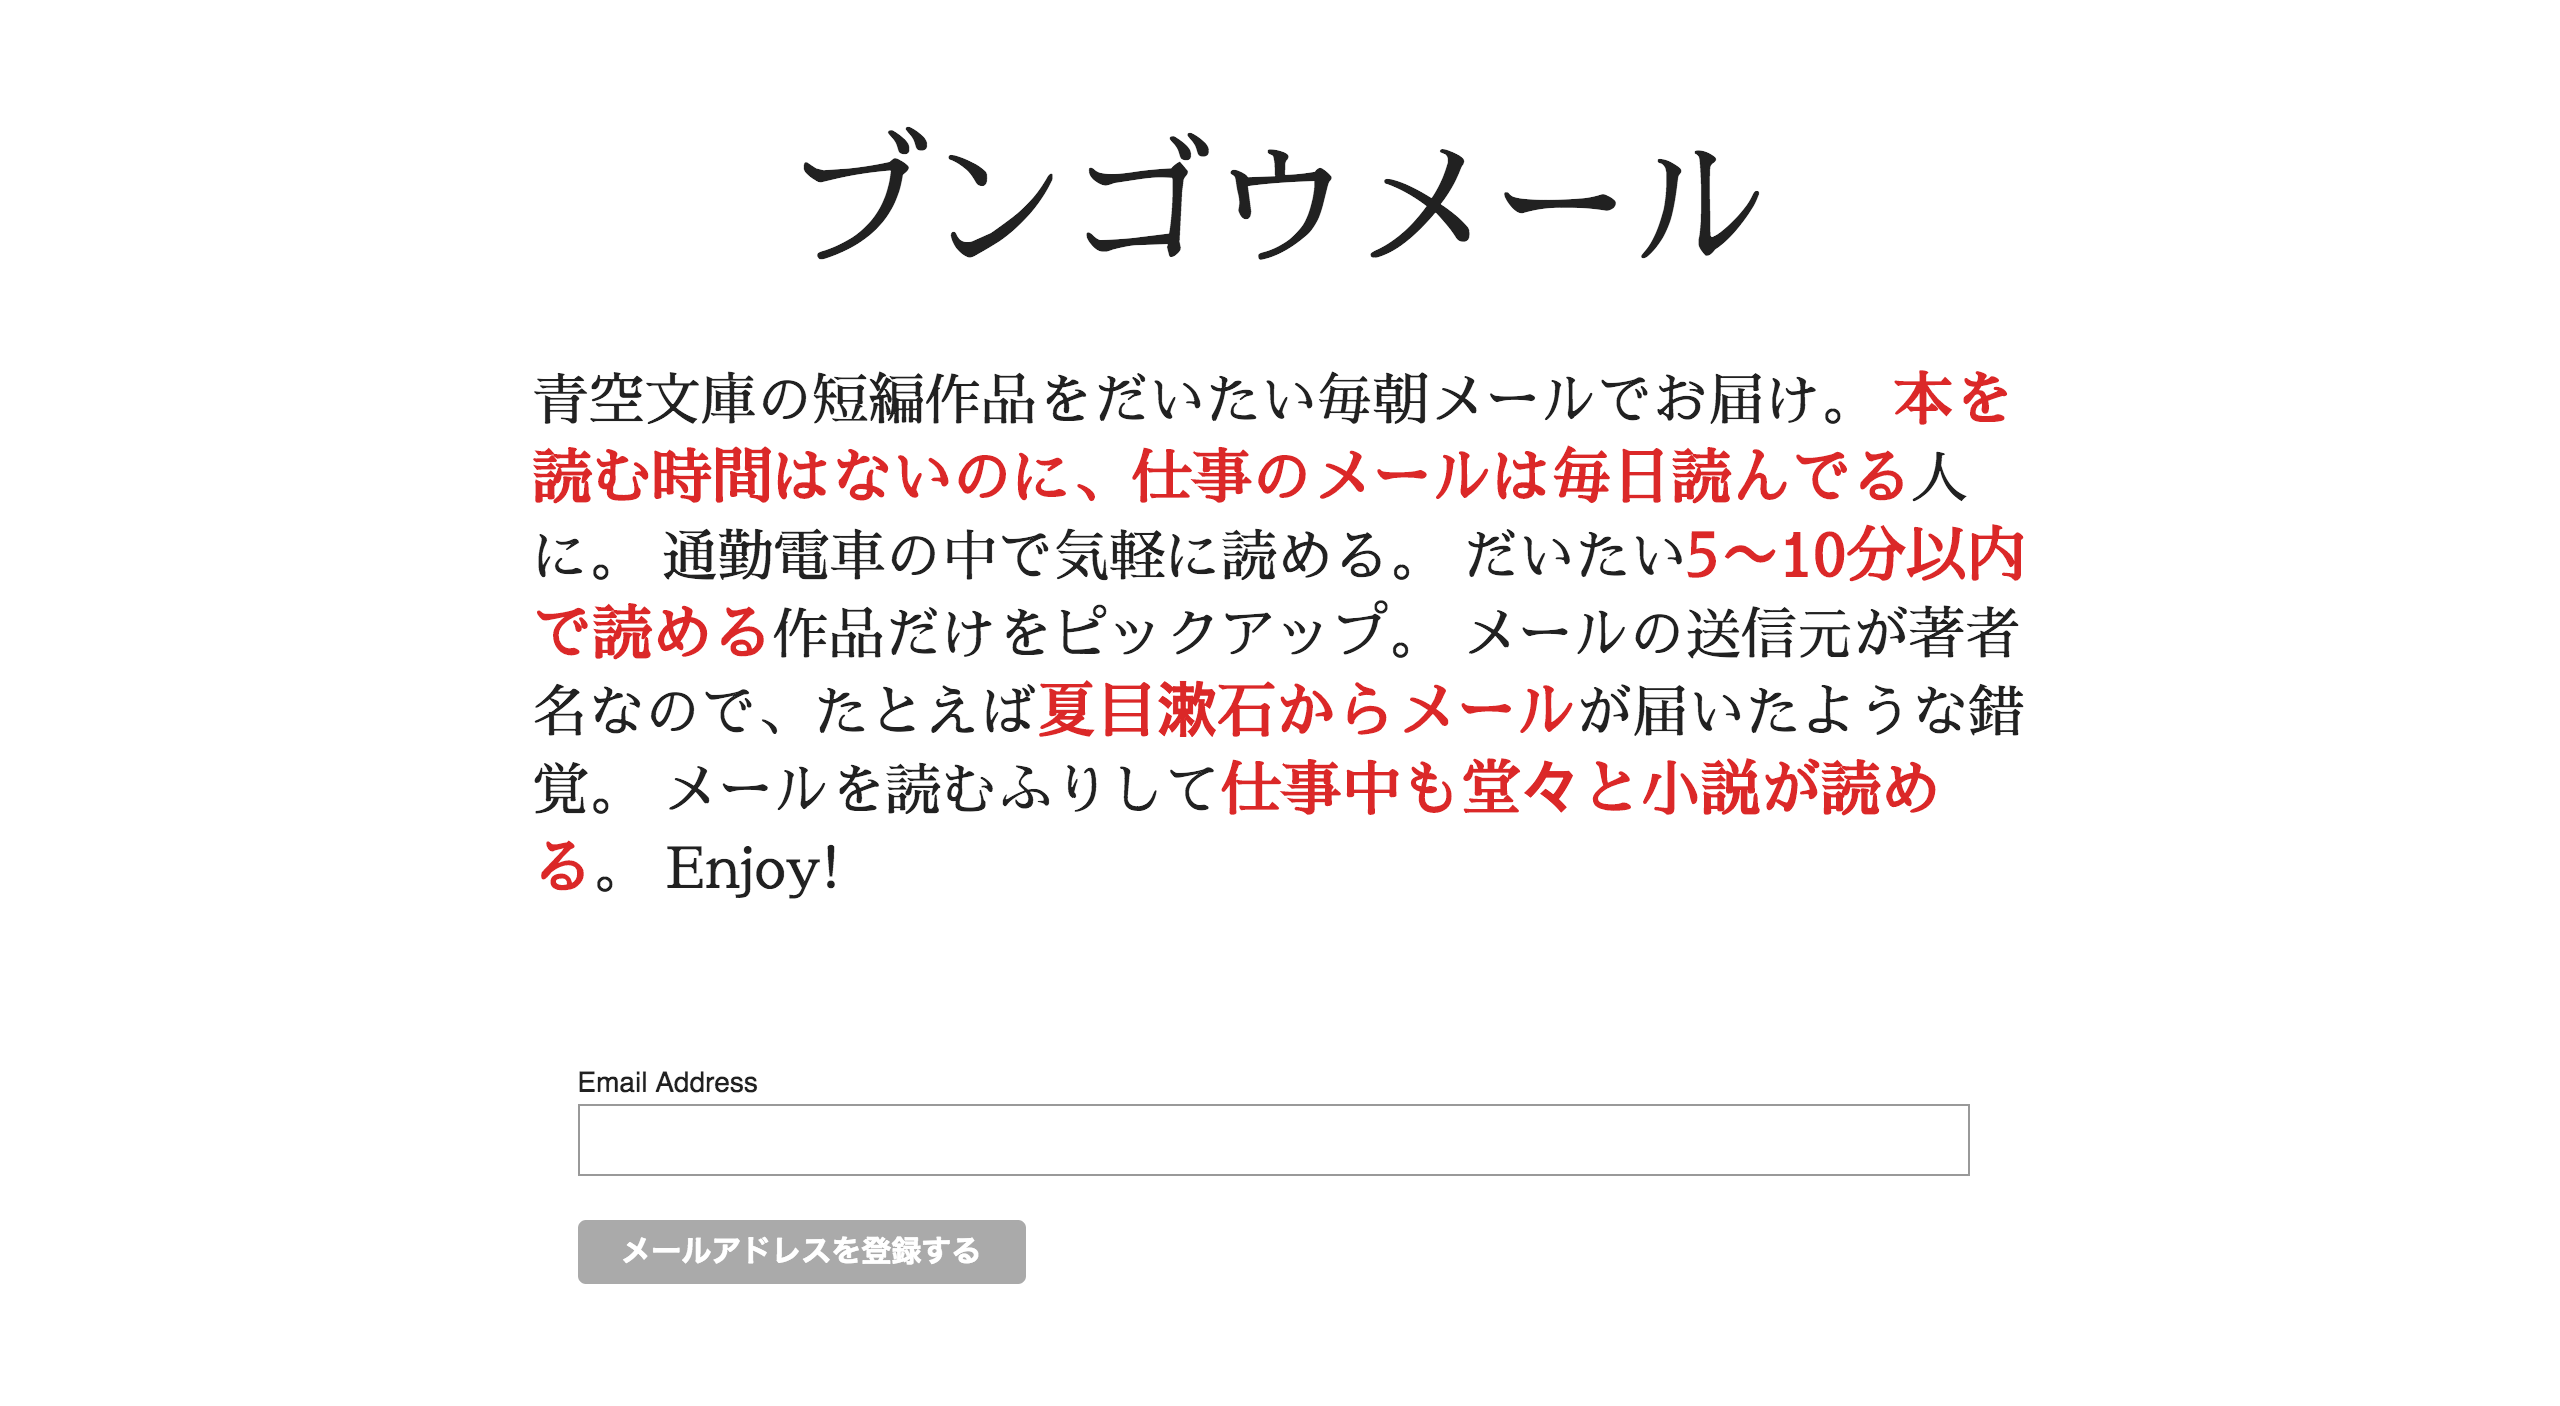 ブンゴウメール
青空文庫の短編作品をだいたい毎朝メールでお届け。 本を
読む時間はないのに、仕事のメールは毎日読んでる人
に。 通勤電車の中で気軽に読める。 だいたい5〜10分以内
で読める作品だけをピックアップ。 メールの送信元が著者
名なので、たとえば夏目漱石からメールが届いたような錯
覚。 メールを読むふりして仕事中も堂々と小説が読め
る。 Enjoy!
Email Address
メールアドレスを登録する